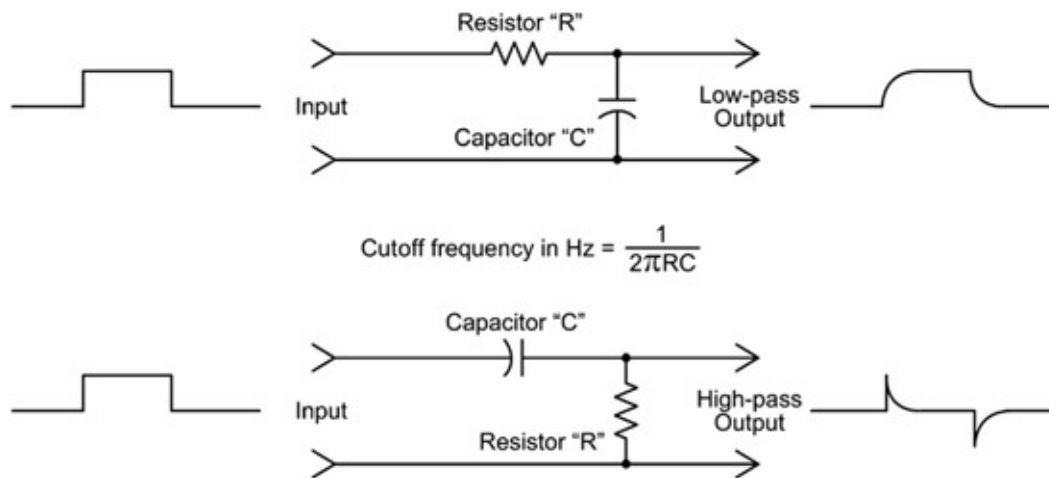 Resistor “R”
Input
Low-pass
Output
Capacitor “C”
Cutoff frequency in Hz = 1 / 2πRC
Capacitor “C”
Input
High-pass
Output
Resistor “R”